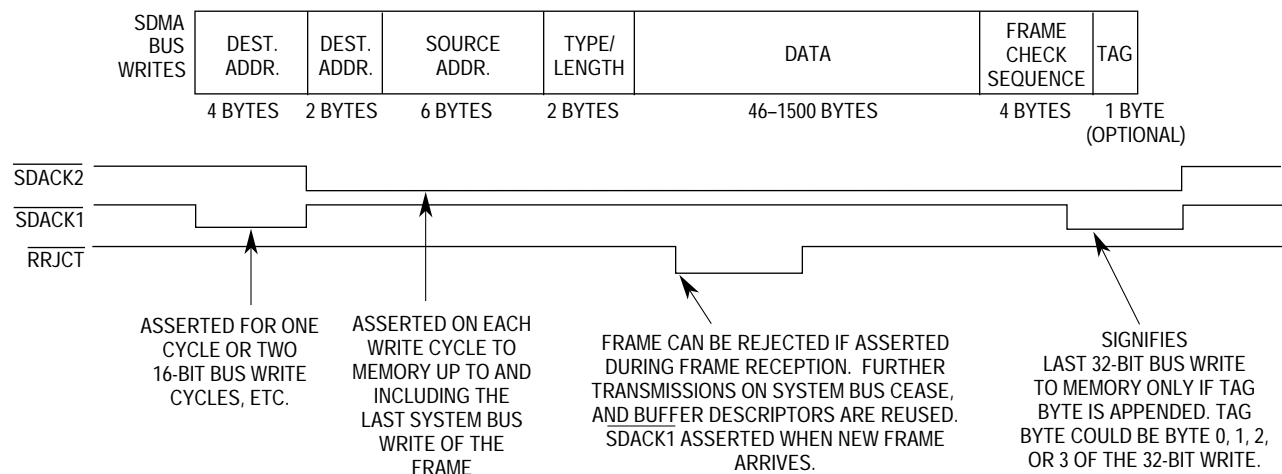 SDMA
BUS
WRITES
DEST.
ADDR.
DEST.
ADDR.
SOURCE
ADDR.
TYPE/
LENGTH
DATA
FRAME
CHECK
SEQUENCE
TAG
4 BYTES
2 BYTES
6 BYTES
2 BYTES
46–1500 BYTES
4 BYTES
1 BYTE
(OPTIONAL)
SDACK2
SDACK1
RRJCT
ASSERTED FOR ONE
CYCLE OR TWO
16-BIT BUS WRITE
CYCLES, ETC.
ASSERTED ON EACH
WRITE CYCLE TO
MEMORY UP TO AND
INCLUDING THE
LAST SYSTEM BUS
WRITE OF THE
FRAME
FRAME CAN BE REJECTED IF ASSERTED
DURING FRAME RECEPTION. FURTHER
TRANSMISSIONS ON SYSTEM BUS CEASE,
AND BUFFER DESCRIPTORS ARE REUSED.
SDACK1 ASSERTED WHEN NEW FRAME
ARRIVES.
SIGNIFIES
LAST 32-BIT BUS WRITE
TO MEMORY ONLY IF TAG
BYTE IS APPENDED. TAG
BYTE COULD BE BYTE 0, 1, 2,
OR 3 OF THE 32-BIT WRITE.